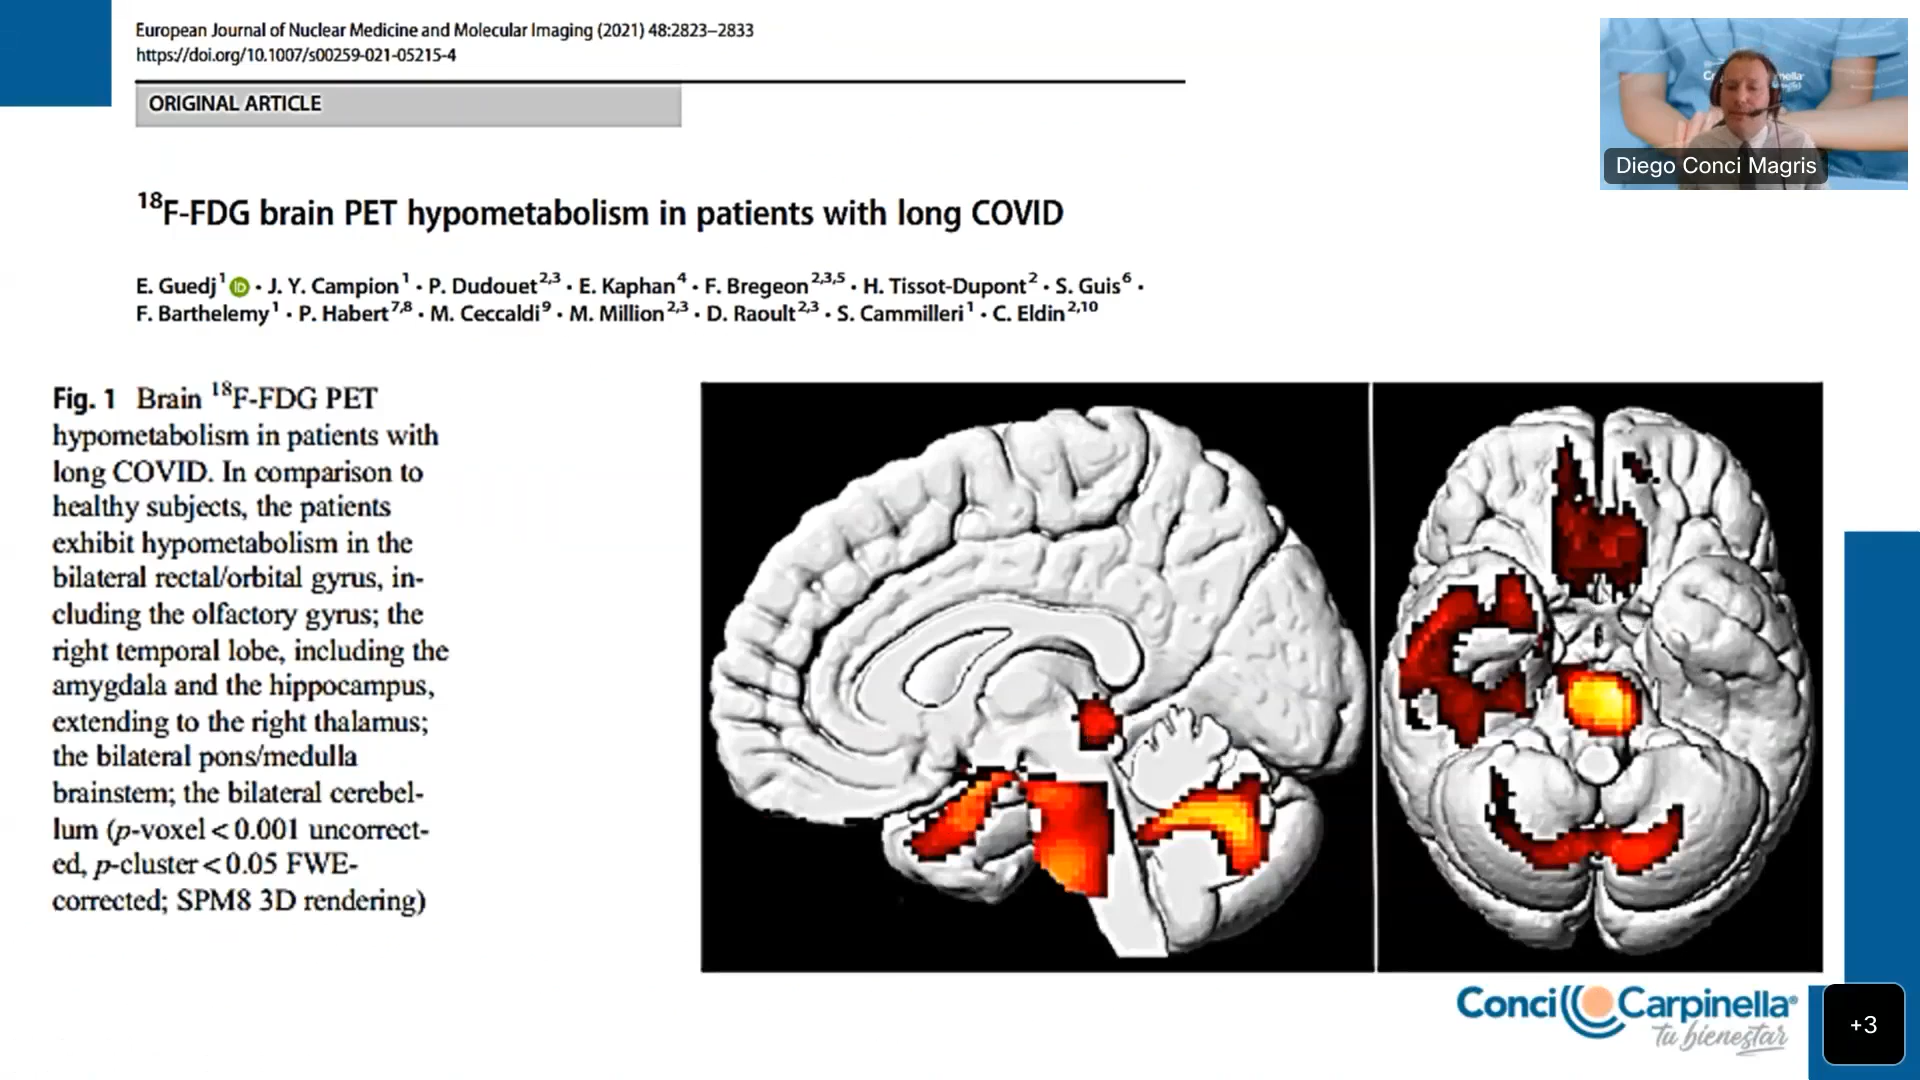 European Journal of Nuclear Medicine and Molecular Imaging (2021) 48:2823–2833
https://doi.org/10.1007/s00259-021-05215-4
ORIGINAL ARTICLE
18F-FDG brain PET hypometabolism in patients with long COVID
E. Guedj1 · J. Y. Campion1 · P. Dudouet2,3 · E. Kaphan4 · F. Bregeon2,3,5 · H. Tissot-Dupont2 · S. Guis6 ·
F. Barthelemy1 · P. Habert7,8 · M. Ceccaldi9 · M. Million2,3 · D. Raoult2,3 · S. Cammilleri1 · C. Eldin2,10
Fig. 1 Brain 18F-FDG PET
hypometabolism in patients with
long COVID. In comparison to
healthy subjects, the patients
exhibit hypometabolism in the
bilateral rectal/orbital gyrus, in-
cluding the olfactory gyrus; the
right temporal lobe, including the
amygdala and the hippocampus,
extending to the right thalamus;
the bilateral pons/medulla
brainstem; the bilateral cerebel-
lum (p-voxel < 0.001 uncorrect-
ed, p-cluster < 0.05 FWE-
corrected; SPM8 3D rendering)
Diego Conci Magris
Conci Carpinella®
tu bienestar
+3